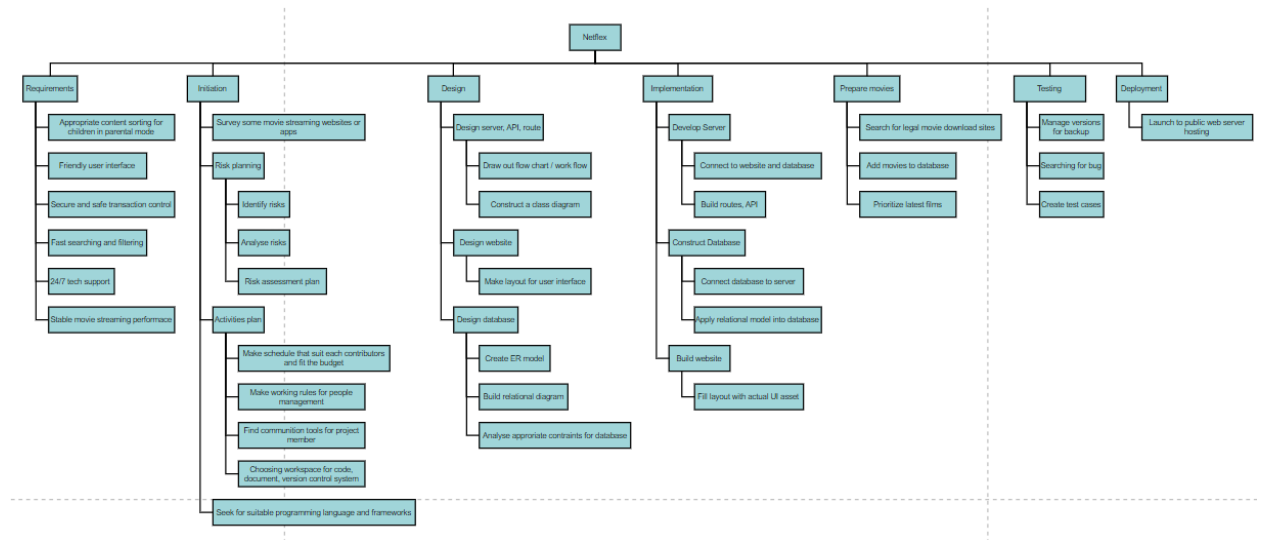 Netflex
Requirements
Initiation
Design
Implementation
Prepare movies
Testing
Deployment
Appropriate content sorting for
children in parental mode
Friendly user interface
Secure and safe transaction control
Fast searching and filtering
24/7 tech support
Stable movie streaming performace
Survey some movie streaming websites or
apps
Risk planning
Identify risks
Analyse risks
Risk assessment plan
Activities plan
Make schedule that suit each contributors
and fit the budget
Make working rules for people
management
Find communition tools for project
member
Choosing workspace for code,
document, version control system
Seek for suitable programming language and frameworks
Design server, API, route
Draw out flow chart / work flow
Construct a class diagram
Design website
Make layout for user interface
Design database
Create ER model
Build relational diagram
Analyse approriate contraints for database
Develop Server
Connect to website and database
Build routes, API
Construct Database
Connect database to server
Apply relational model into database
Build website
Fill layout with actual UI asset
Search for legal movie download sites
Add movies to database
Prioritize latest films
Manage versions
for backup
Searching for bug
Create test cases
Launch to public web server
hosting